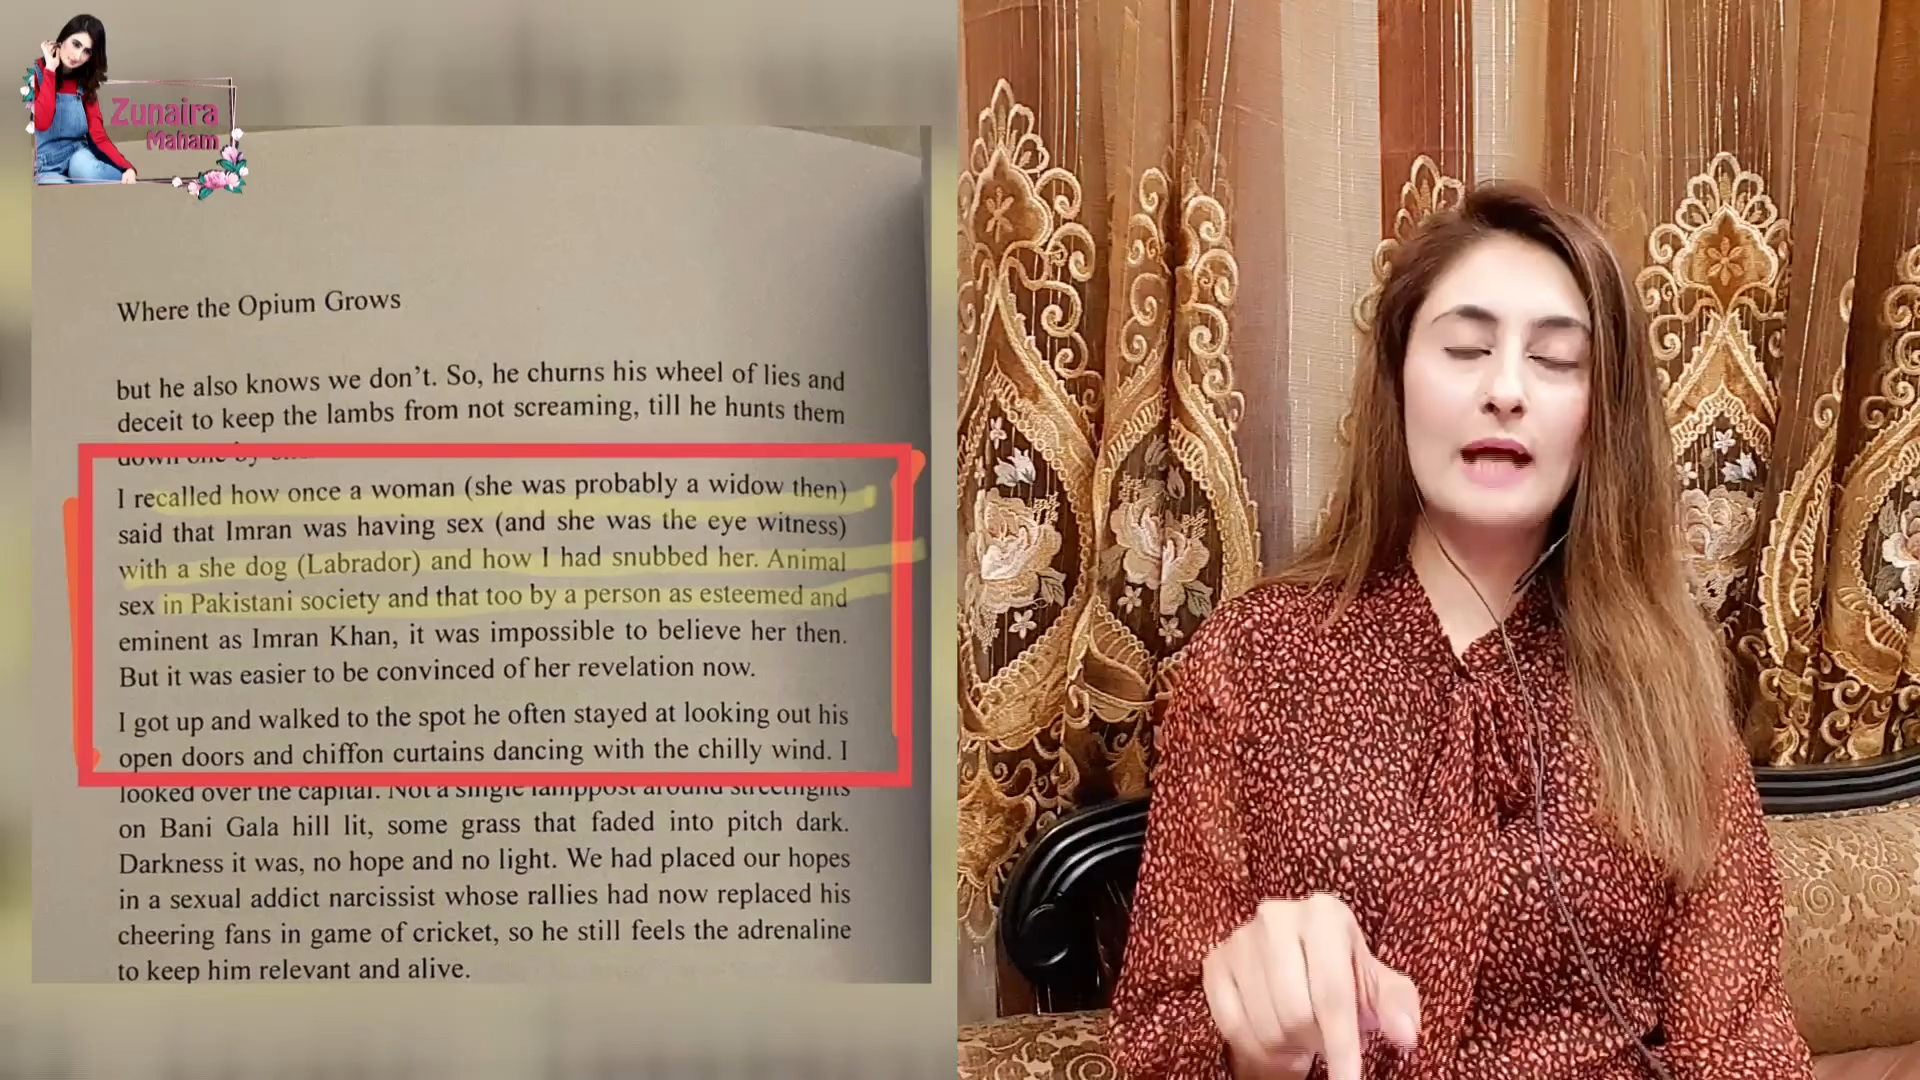 Zunaira
Maham
Where the Opium Grows
but he also knows we don't. So, he churns his wheel of lies and
deceit to keep the lambs from not screaming, till he hunts them
down one by
I recalled how once a woman (she was probably a widow then)
said that Imran was having sex (and she was the eye witness)
with a she dog (Labrador) and how I had snubbed her. Animal
sex in Pakistani society and that too by a person as esteemed and
eminent as Imran Khan, it was impossible to believe her then.
But it was easier to be convinced of her revelation now.
I got up and walked to the spot he often stayed at looking out his
open doors and chiffon curtains dancing with the chilly wind. I
looked over the capital. Not a single lamppost around streetlights
on Bani Gala hill lit, some grass that faded into pitch dark.
Darkness it was, no hope and no light. We had placed our hopes
in a sexual addict narcissist whose rallies had now replaced his
cheering fans in game of cricket, so he still feels the adrenaline
to keep him relevant and alive.